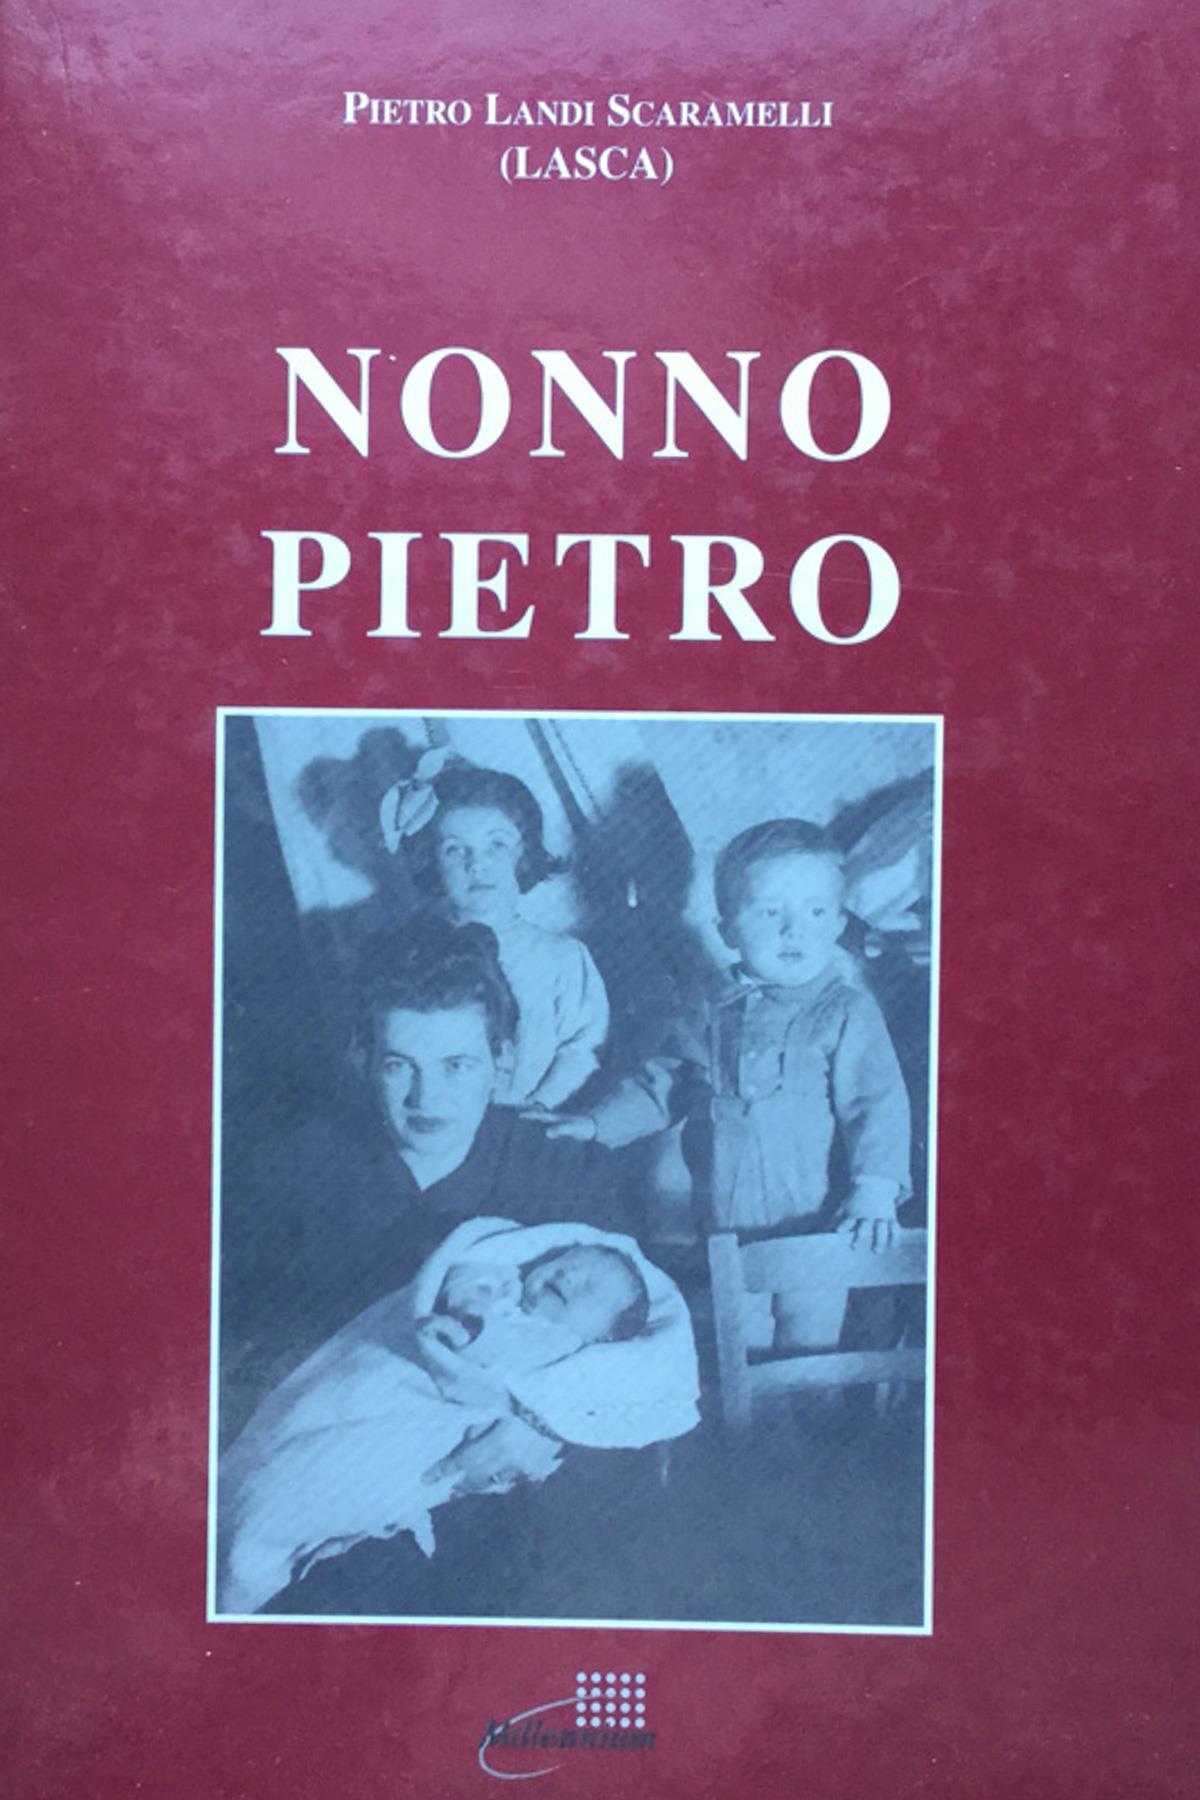 PIETRO LANDI SCARAMELLI
(LASCA)
NONNO
PIETRO
Millennium